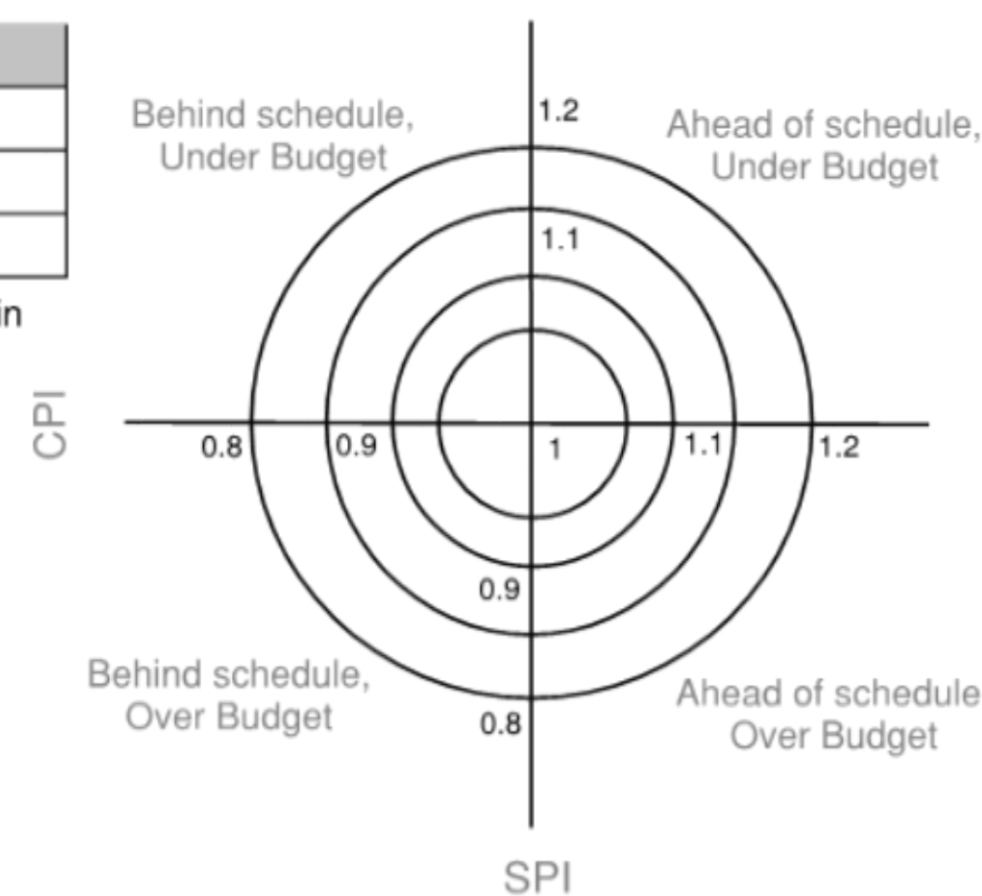 Behind schedule,
Under Budget
1.2
Ahead of schedule,
Under Budget
1.1
in
CPI
0.8
0.9
1
1.1
1.2
0.9
Behind schedule,
Over Budget
Ahead of schedule
Over Budget
0.8
SPI